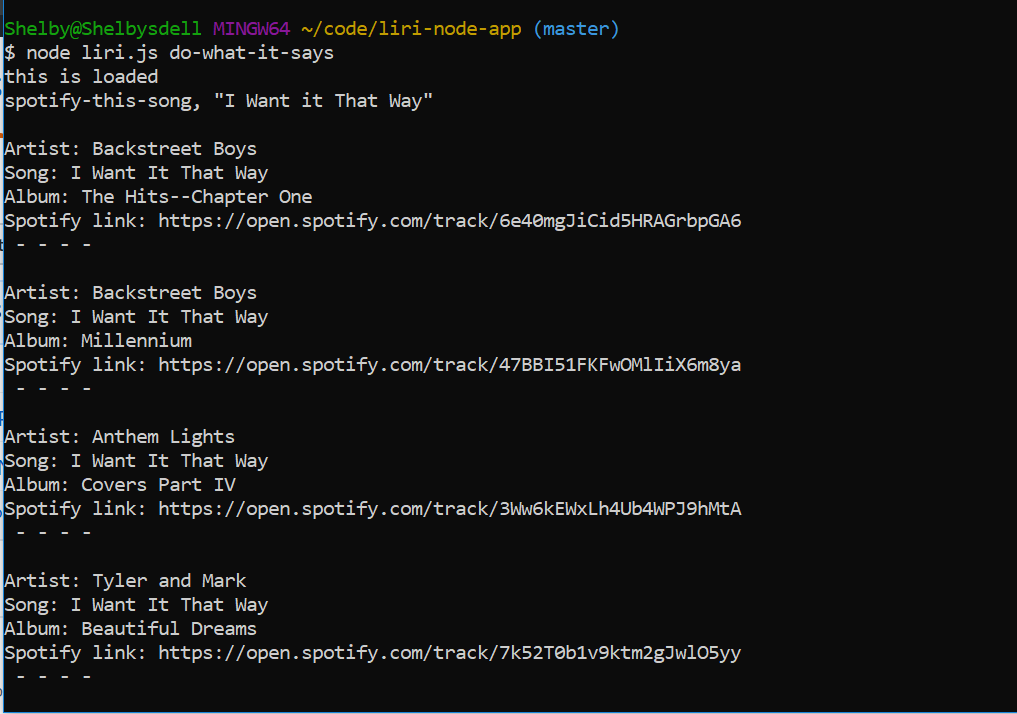 Shelby@Shelbysdell MINGW64 ~/code/liri-node-app (master)
$ node liri.js do-what-it-says
this is loaded
spotify-this-song, "I Want it That Way"
Artist: Backstreet Boys
Song: I Want It That Way
Album: The Hits--Chapter One
Spotify link: https://open.spotify.com/track/6e40mgJiCid5HRAGrbpGA6
- - - -
Artist: Backstreet Boys
Song: I Want It That Way
Album: Millennium
Spotify link: https://open.spotify.com/track/47BBI51FKFwOMlIiX6m8ya
- - - -
Artist: Anthem Lights
Song: I Want It That Way
Album: Covers Part IV
Spotify link: https://open.spotify.com/track/3Ww6kEWxLh4Ub4WPJ9hMtA
- - - -
Artist: Tyler and Mark
Song: I Want It That Way
Album: Beautiful Dreams
Spotify link: https://open.spotify.com/track/7k52T0b1v9ktm2gJwlO5yy
- - - -